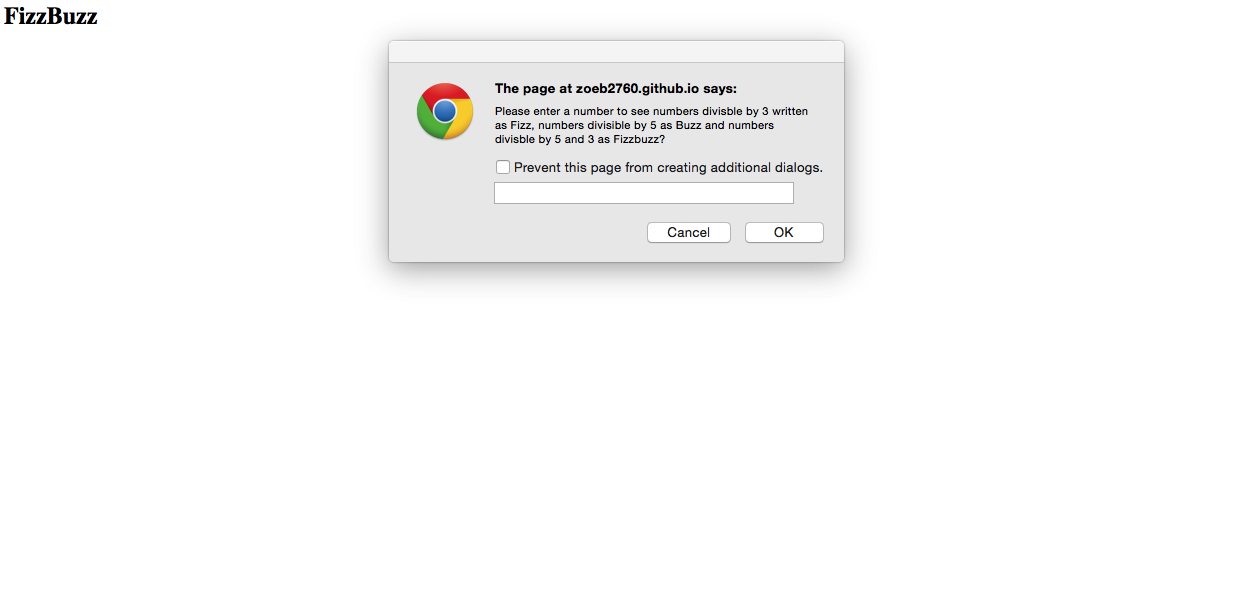 FizzBuzz
The page at zoeb2760.github.io says:
Please enter a number to see numbers divisble by 3 written
as Fizz, numbers divisible by 5 as Buzz and numbers
divisble by 5 and 3 as Fizzbuzz?
Prevent this page from creating additional dialogs.
Cancel OK